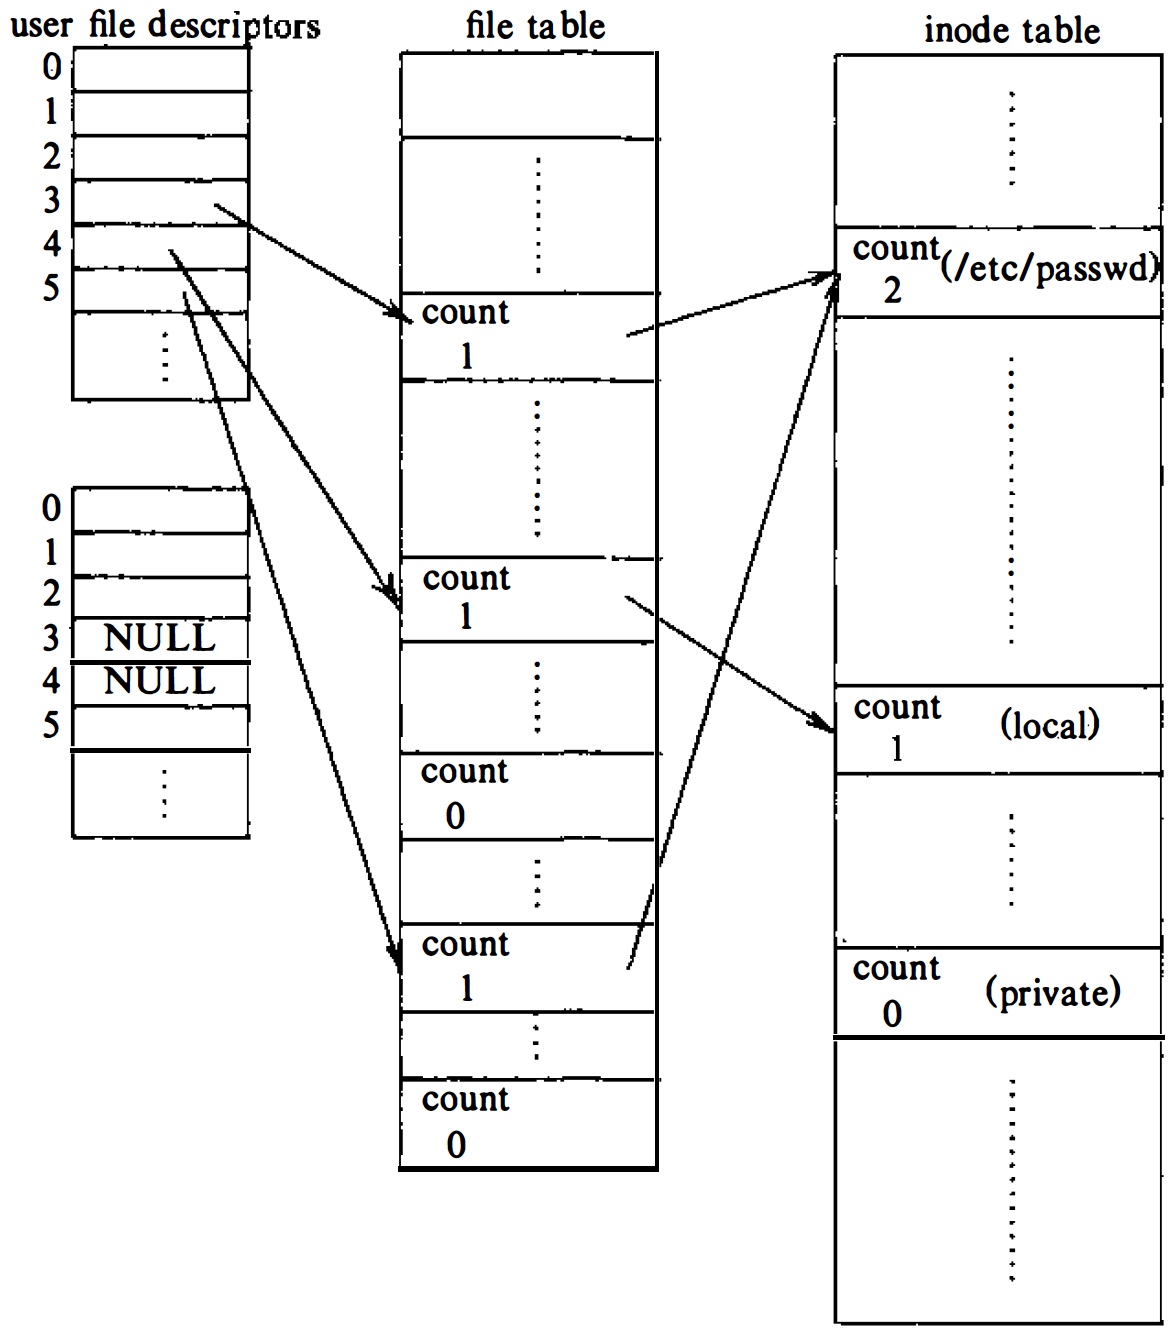 user file descriptors
file table
inode table
0
1
2
3
4
5
0
1
2
3 NULL
4 NULL
5
count
1
count
1
count
0
count
1
count
0
count (/etc/passwd)
2
count (local)
1
count (private)
0